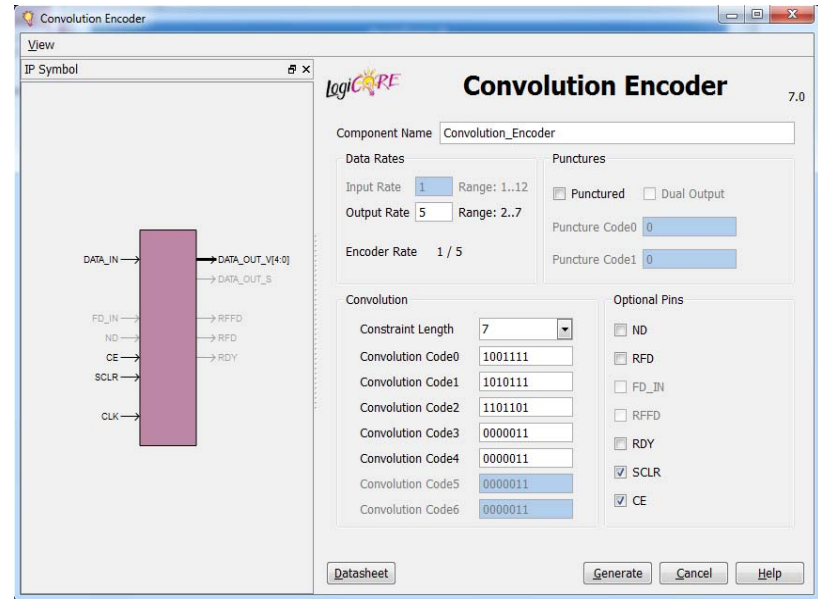 Convolution Encoder
View
IP Symbol
DATA_IN
DATA_OUT_V[4:0]
DATA_OUT_S
FD_IN
RFFD
ND
RFD
CE
RDY
SCLR
CLK
LogiCORE
Convolution Encoder
7.0
Component Name Convolution_Encoder
Data Rates
Input Rate 1 Range: 1..12
Output Rate 5 Range: 2..7
Encoder Rate 1 / 5
Punctures
Punctured Dual Output
Puncture Code0 0
Puncture Code1 0
Convolution
Constraint Length 7
Convolution Code0 1001111
Convolution Code1 1010111
Convolution Code2 1101101
Convolution Code3 0000011
Convolution Code4 0000011
Convolution Code5 0000011
Convolution Code6 0000011
Optional Pins
ND
RFD
FD_IN
RFFD
RDY
SCLR
CE
Datasheet Generate Cancel Help